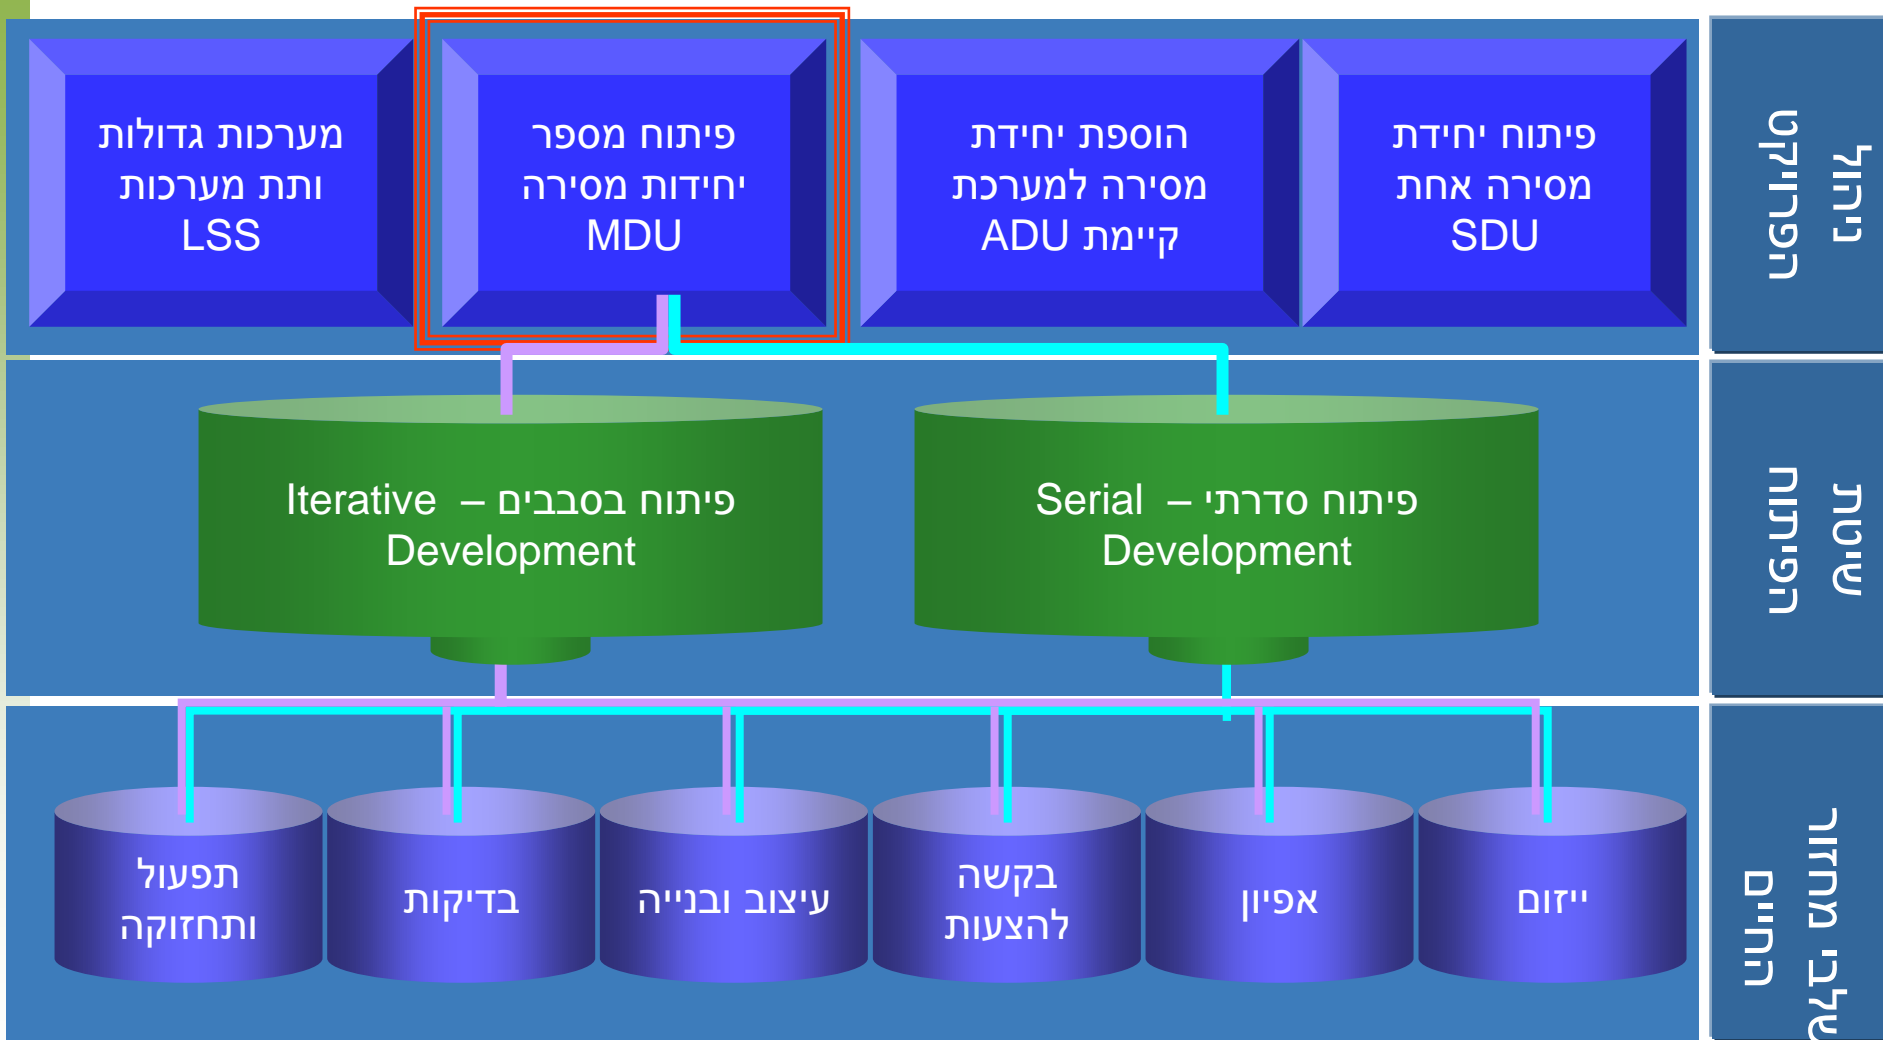 ניהול
הפרויקט
פיתוח יחידת
מסירה אחת
SDU
הוספת יחידת
מסירה למערכת
קיימת ADU
פיתוח מספר
יחידות מסירה
MDU
מערכות גדולות
ותת מערכות
LSS
שיטת
הפיתוח
פיתוח סדרתי – Serial
Development
פיתוח בסבבים – Iterative
Development
שלבי מחזור
החיים
ייזום
אפיון
בקשה
להצעות
עיצוב ובנייה
בדיקות
תפעול
ותחזוקה